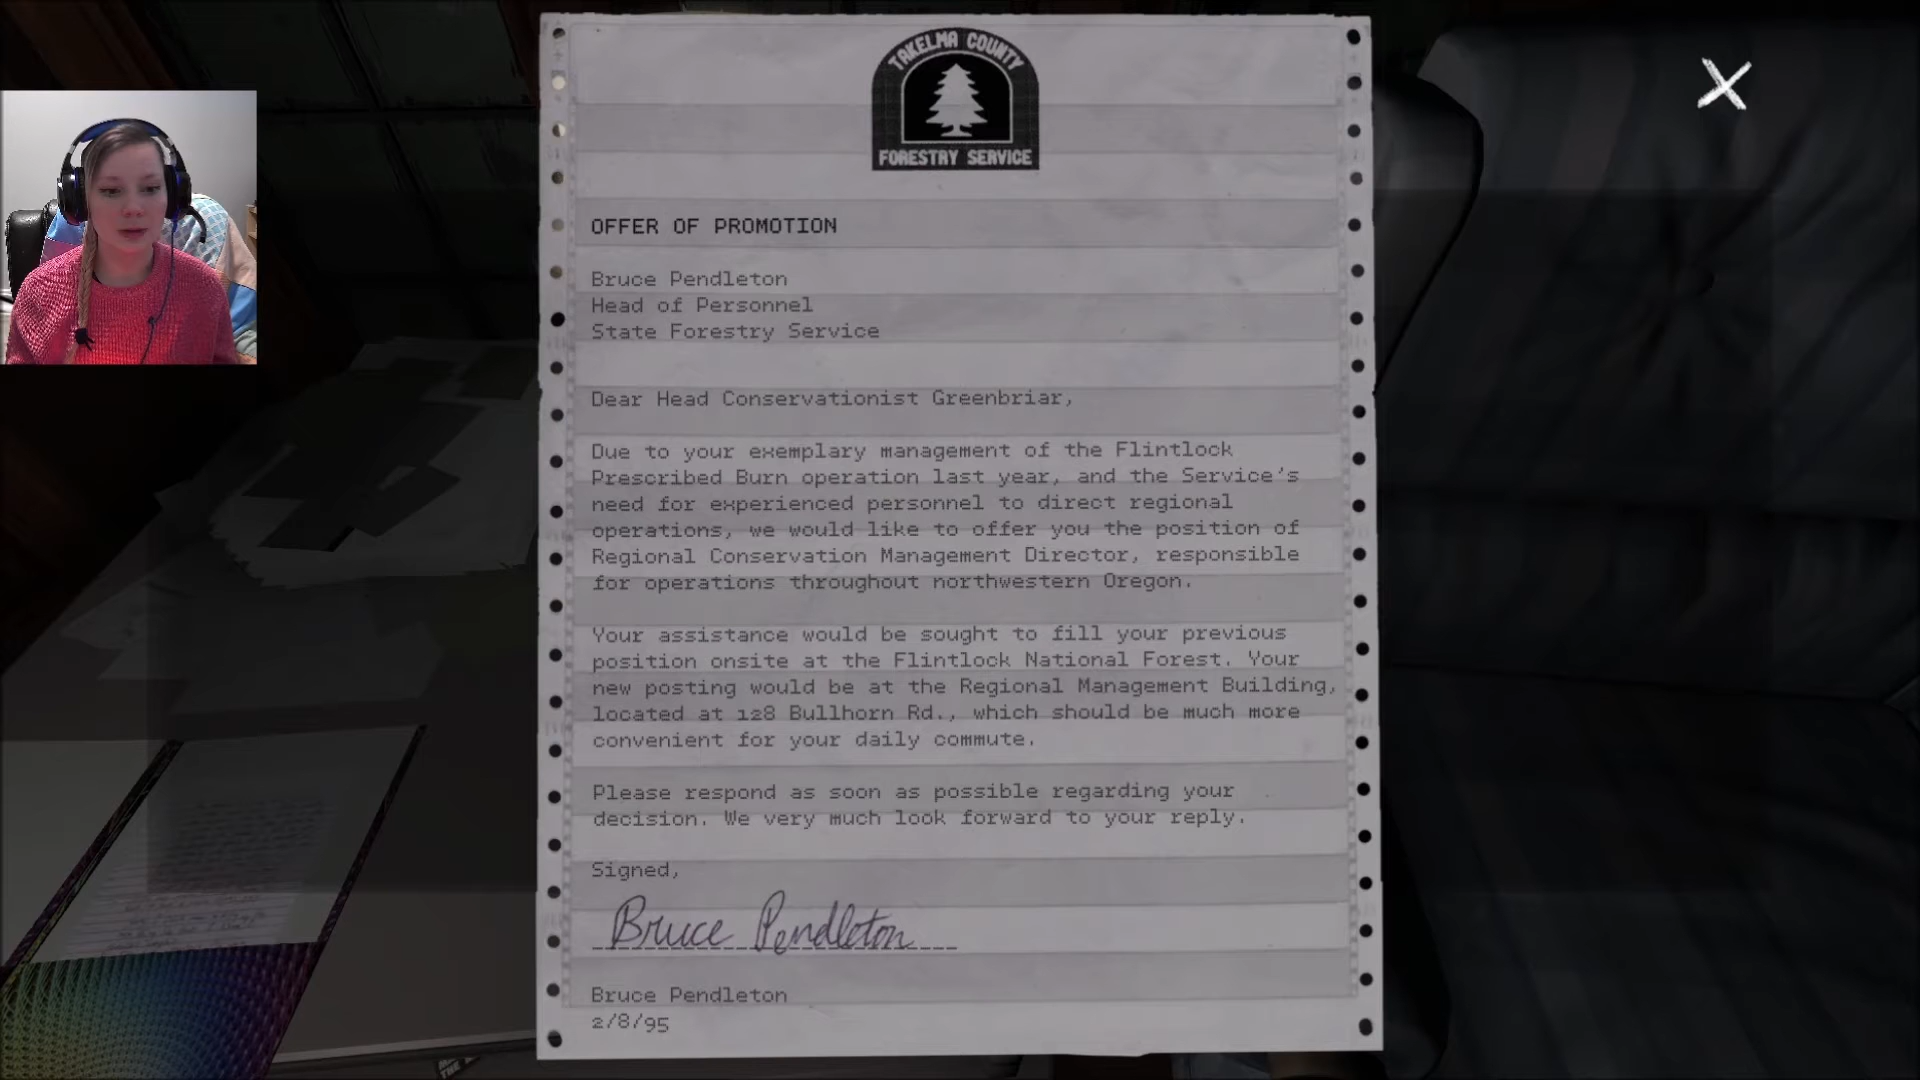 TAKELMA COUNTY
FORESTRY SERVICE
OFFER OF PROMOTION
Bruce Pendleton
Head of Personnel
State Forestry Service
Dear Head Conservationist Greenbriar,
Due to your exemplary management of the Flintlock
Prescribed Burn operation last year, and the Service's
need for experienced personnel to direct regional
operations, we would like to offer you the position of
Regional Conservation Management Director, responsible
for operations throughout northwestern Oregon.
Your assistance would be sought to fill your previous
position onsite at the Flintlock National Forest. Your
new posting would be at the Regional Management Building,
located at 128 Bullhorn Rd., which should be much more
convenient for your daily commute.
Please respond as soon as possible regarding your
decision. We very much look forward to your reply.
Signed,
Bruce Pendleton
Bruce Pendleton
2/8/95